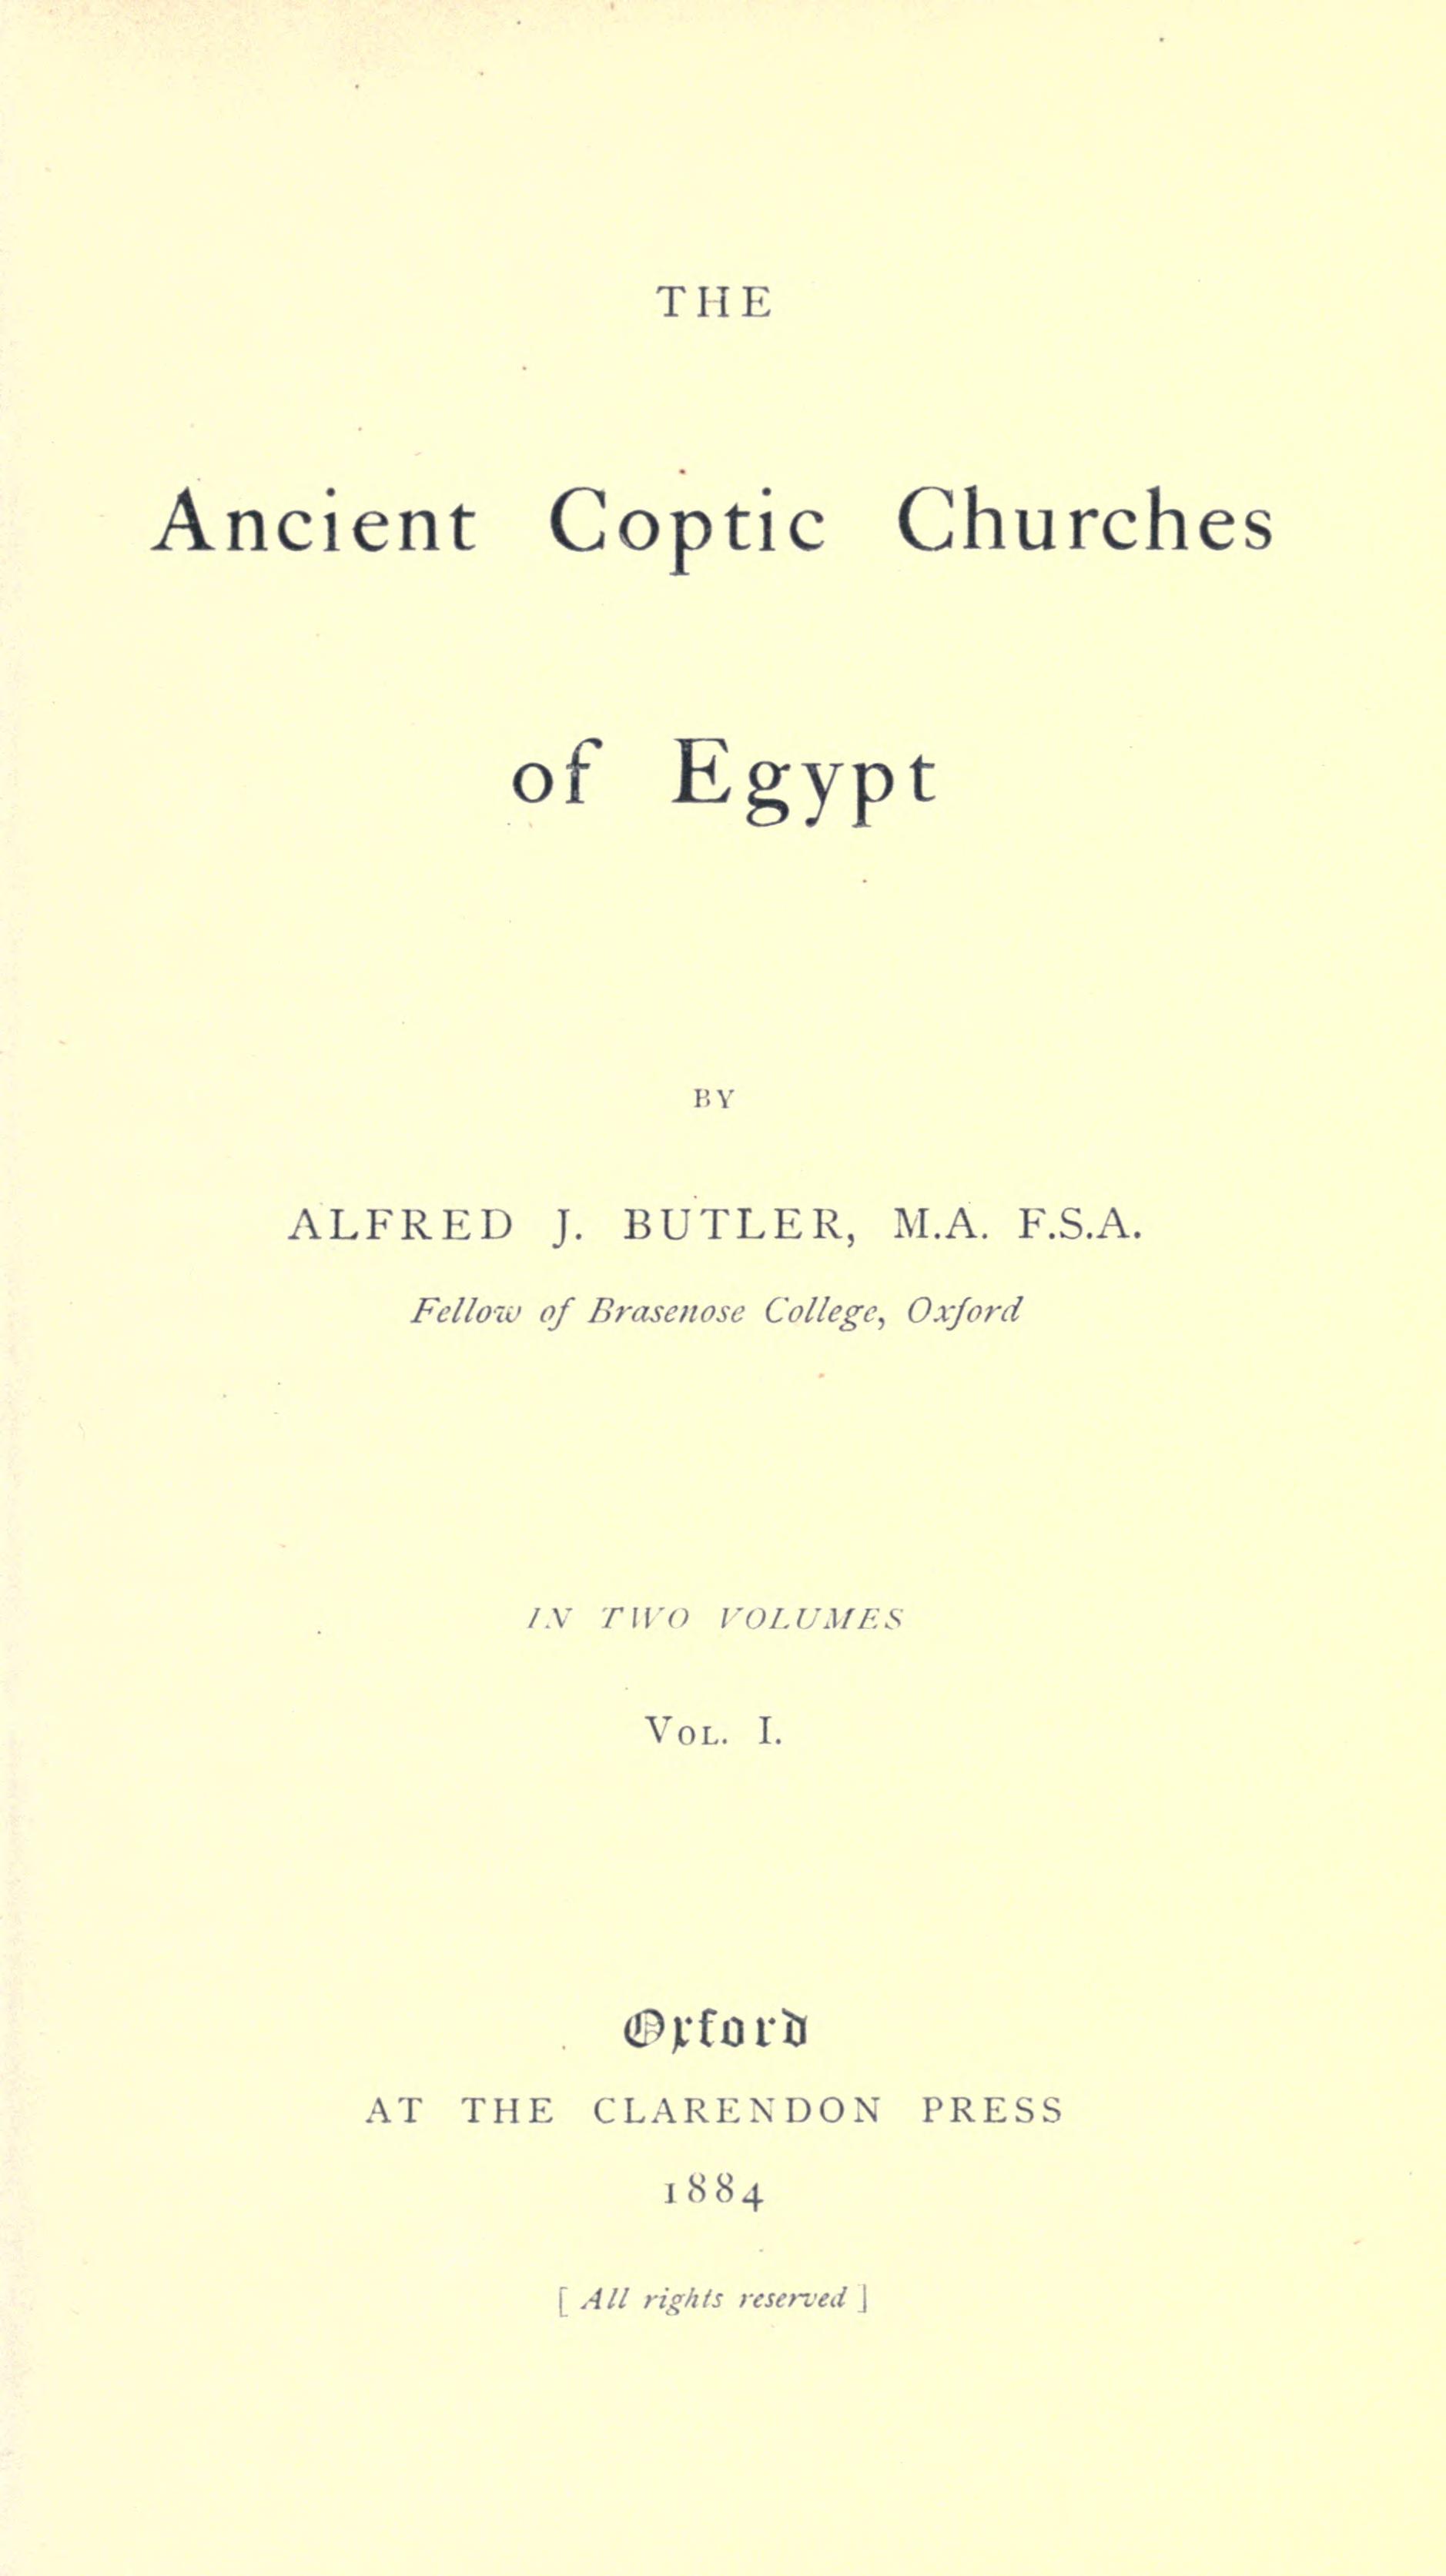 THE
Ancient Coptic Churches
of Egypt
BY
ALFRED J. BUTLER, M.A. F.S.A.
Fellow of Brasenose College, Oxford
IN TWO VOLUMES
VOL. I.
Oxford
AT THE CLARENDON PRESS
1884
[ All rights reserved ]